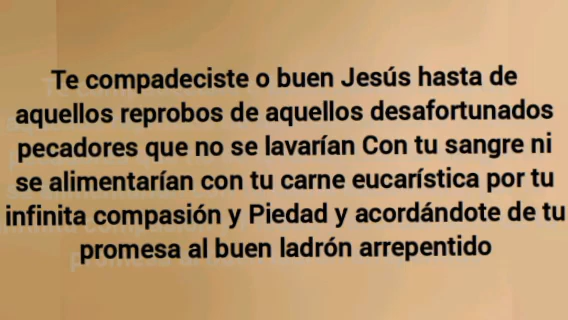 Te compadeciste o buen Jesús hasta de
aquellos reprobos de aquellos desafortunados
pecadores que no se lavarían Con tu sangre ni
se alimentarían con tu carne eucarística por tu
infinita compasión y Piedad y acordándote de tu
promesa al buen ladrón arrepentido